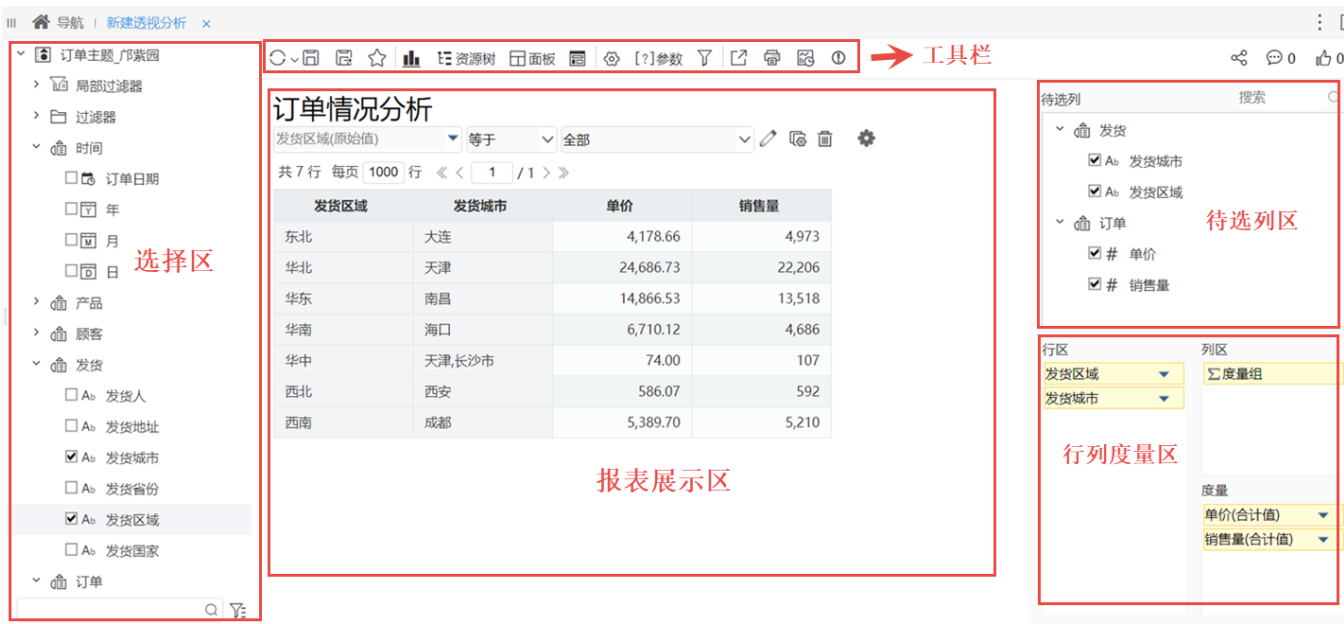 导航 新建透视分析 ×
订单主题_邝紫园
局部过滤器
过滤器
时间
订单日期
年
月
日
产品
顾客
发货
Ab 发货人
Ab 发货地址
Ab 发货城市
Ab 发货省份
Ab 发货区域
Ab 发货国家
订单
选择区
资源树 面板 [?]参数
工具栏
0 0
订单情况分析
发货区域(原始值) 等于 全部
共 7 行 每页 1000 行 1 / 1
发货区域 发货城市 单价 销售量
东北 大连 4,178.66 4,973
华北 天津 24,686.73 22,206
华东 南昌 14,866.53 13,518
华南 海口 6,710.12 4,686
华中 天津,长沙市 74.00 107
西北 西安 586.07 592
西南 成都 5,389.70 5,210
报表展示区
待选列 搜索
发货
Ab 发货城市
Ab 发货区域
订单
# 单价
# 销售量
待选列区
行区 列区
发货区域 Σ度量组
发货城市
行列度量区
度量
单价(合计值)
销售量(合计值)